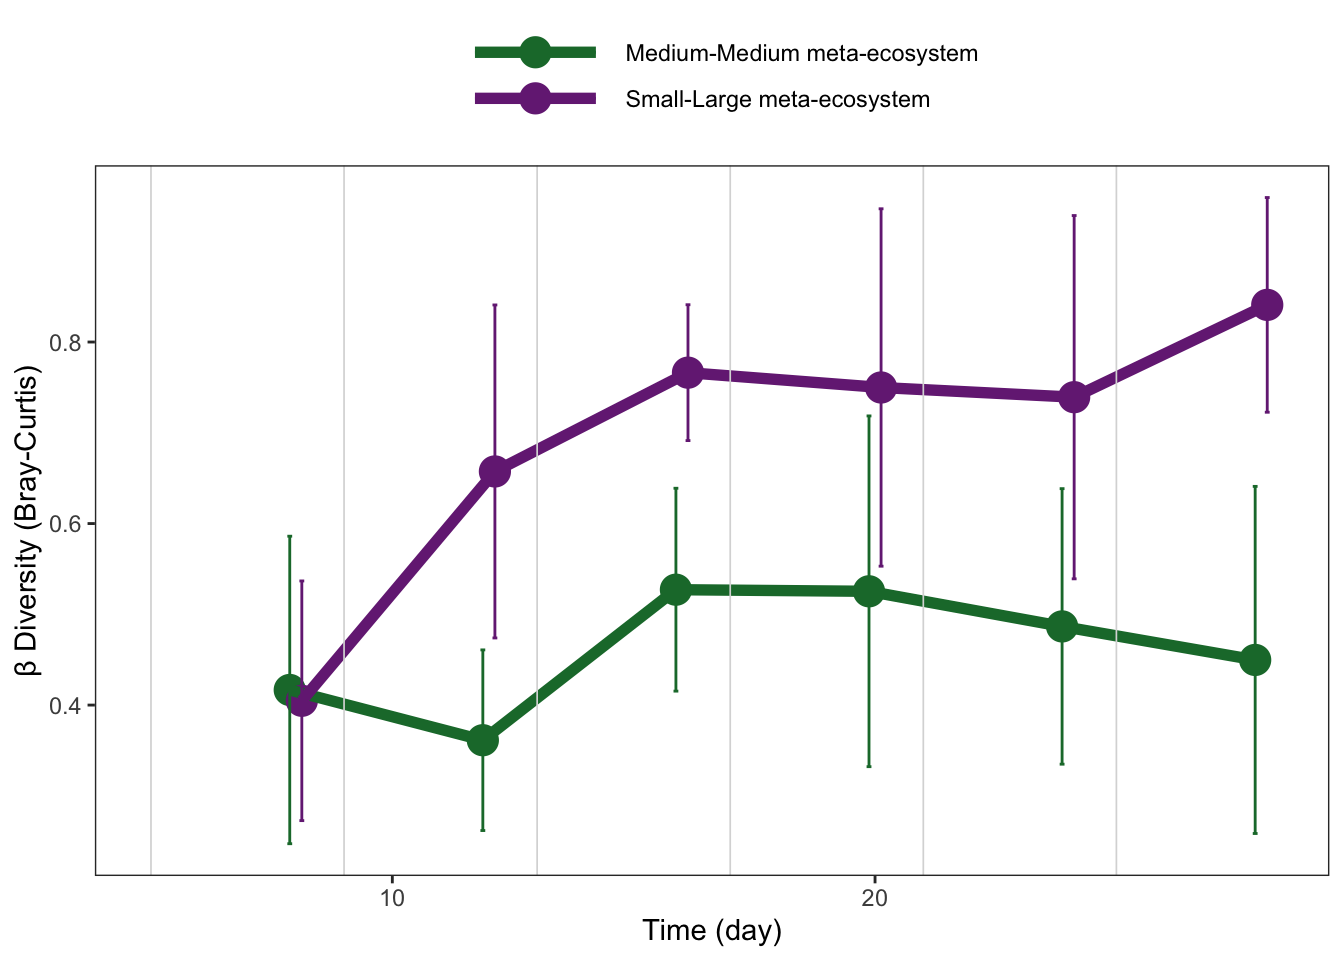 Medium-Medium meta-ecosystem
Small-Large meta-ecosystem
β Diversity (Bray-Curtis)
0.8
0.6
0.4
10
20
Time (day)